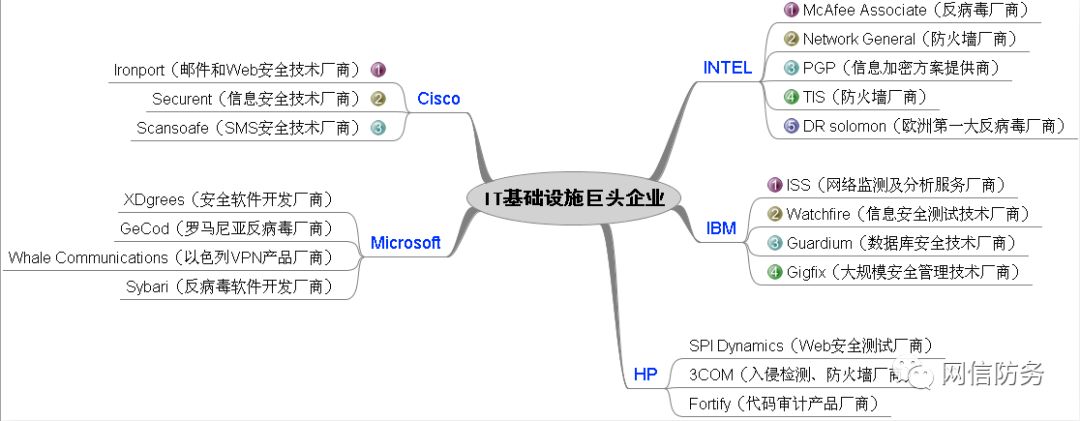 IT基础设施巨头企业
Cisco
Ironport（邮件和Web安全技术厂商）1
Securent（信息安全技术厂商）2
Scansoafe（SMS安全技术厂商）3
Microsoft
XDgrees（安全软件开发厂商）
GeCod（罗马尼亚反病毒厂商）
Whale Communications（以色列VPN产品厂商）
Sybari（反病毒软件开发厂商）
INTEL
1 McAfee Associate（反病毒厂商）
2 Network General（防火墙厂商）
3 PGP（信息加密方案提供商）
4 TIS（防火墙厂商）
5 DR solomon（欧洲第一大反病毒厂商）
IBM
1 ISS（网络监测及分析服务厂商）
2 Watchfire（信息安全测试技术厂商）
3 Guardium（数据库安全技术厂商）
4 Gigfix（大规模安全管理技术厂商）
HP
SPI Dynamics（Web安全测试厂商）
3COM（入侵检测、防火墙厂商）
Fortify（代码审计产品厂商）
网信防务